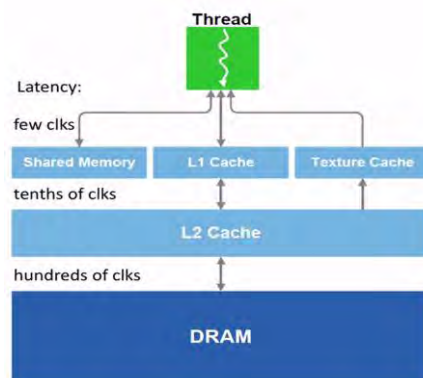 Thread
Latency:
few clks
Shared Memory L1 Cache Texture Cache
tenths of clks
L2 Cache
hundreds of clks
DRAM